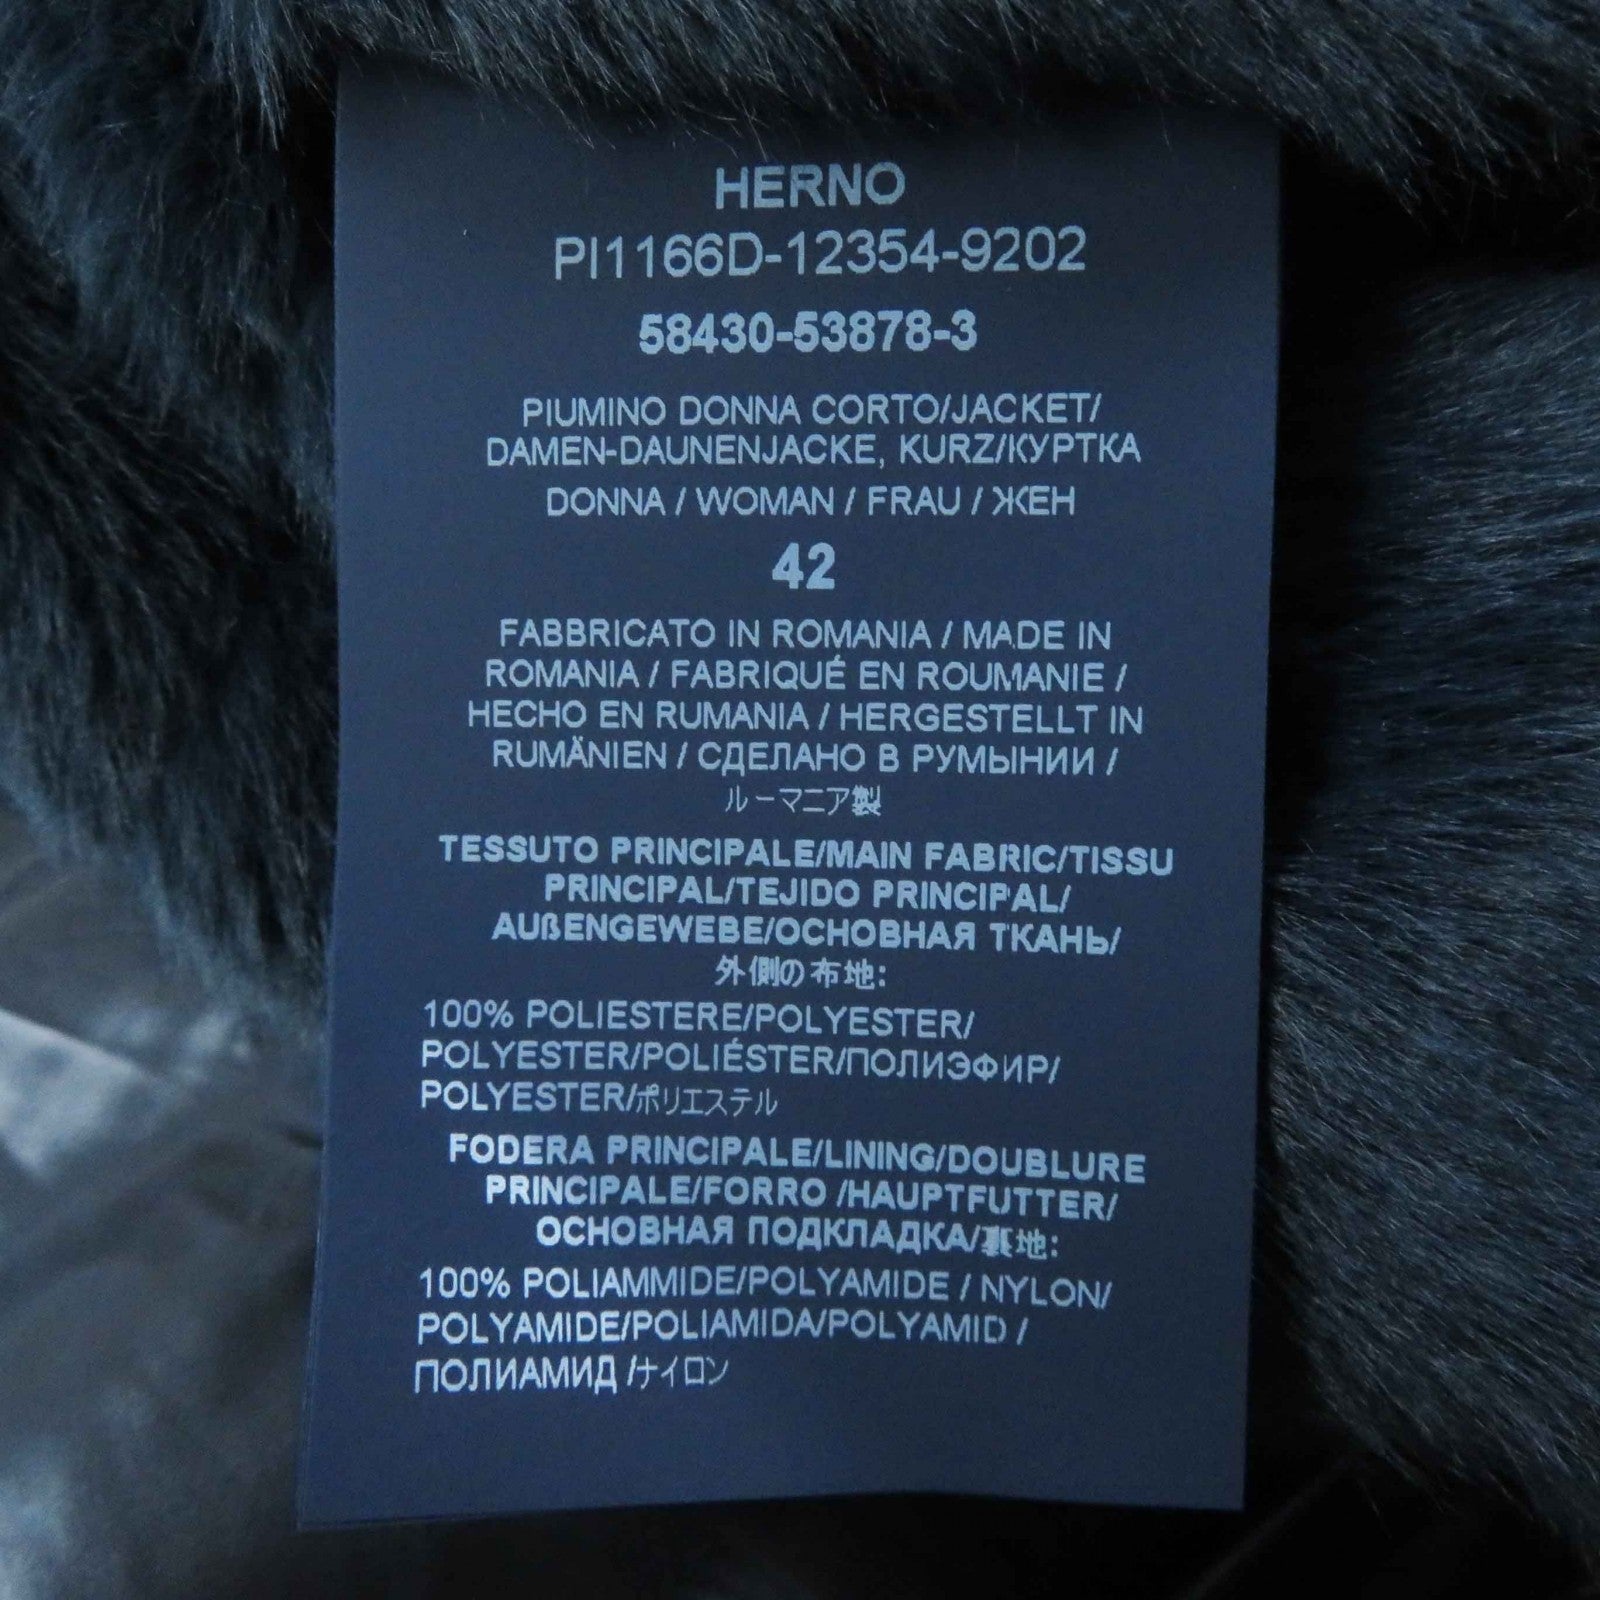 HERNO
PI1166D-12354-9202
58430-53878-3
PIUMINO DONNA CORTO/JACKET/
DAMEN-DAUNENJACKE, KURZ/КУРТКА
DONNA / WOMAN / FRAU / ЖЕН
42
FABBRICATO IN ROMANIA / MADE IN
ROMANIA / FABRIQUÉ EN ROUMANIE /
HECHO EN RUMANIA / HERGESTELLT IN
RUMÄNIEN / СДЕЛАНО В РУМЫНИИ /
ルーマニア製
TESSUTO PRINCIPALE/MAIN FABRIC/TISSU
PRINCIPAL/TEJIDO PRINCIPAL/
AUßENGEWEBE/ОСНОВНАЯ ТКАНЬ/
外側の布地:
100% POLIESTERE/POLYESTER/
POLYESTER/POLIÉSTER/ПОЛИЭФИР/
POLYESTER/ポリエステル
FODERA PRINCIPALE/LINING/DOUBLURE
PRINCIPALE/FORRO /HAUPTFUTTER/
ОСНОВНАЯ ПОДКЛАДКА/裏地:
100% POLIAMMIDE/POLYAMIDE / NYLON/
POLYAMIDE/POLIAMIDA/POLYAMID /
ПОЛИАМИД /ナイロン